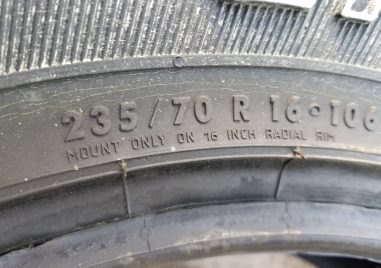 235/70 R 16•106
MOUNT ONLY ON 16 INCH RADIAL RIM